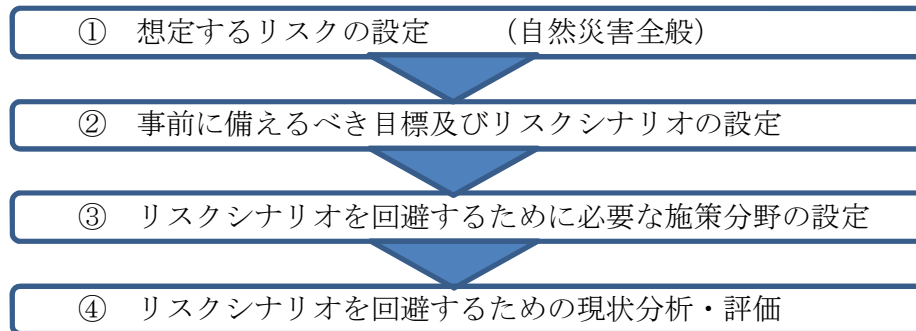 ① 想定するリスクの設定　　（自然災害全般）
② 事前に備えるべき目標及びリスクシナリオの設定
③ リスクシナリオを回避するために必要な施策分野の設定
④ リスクシナリオを回避するための現状分析・評価